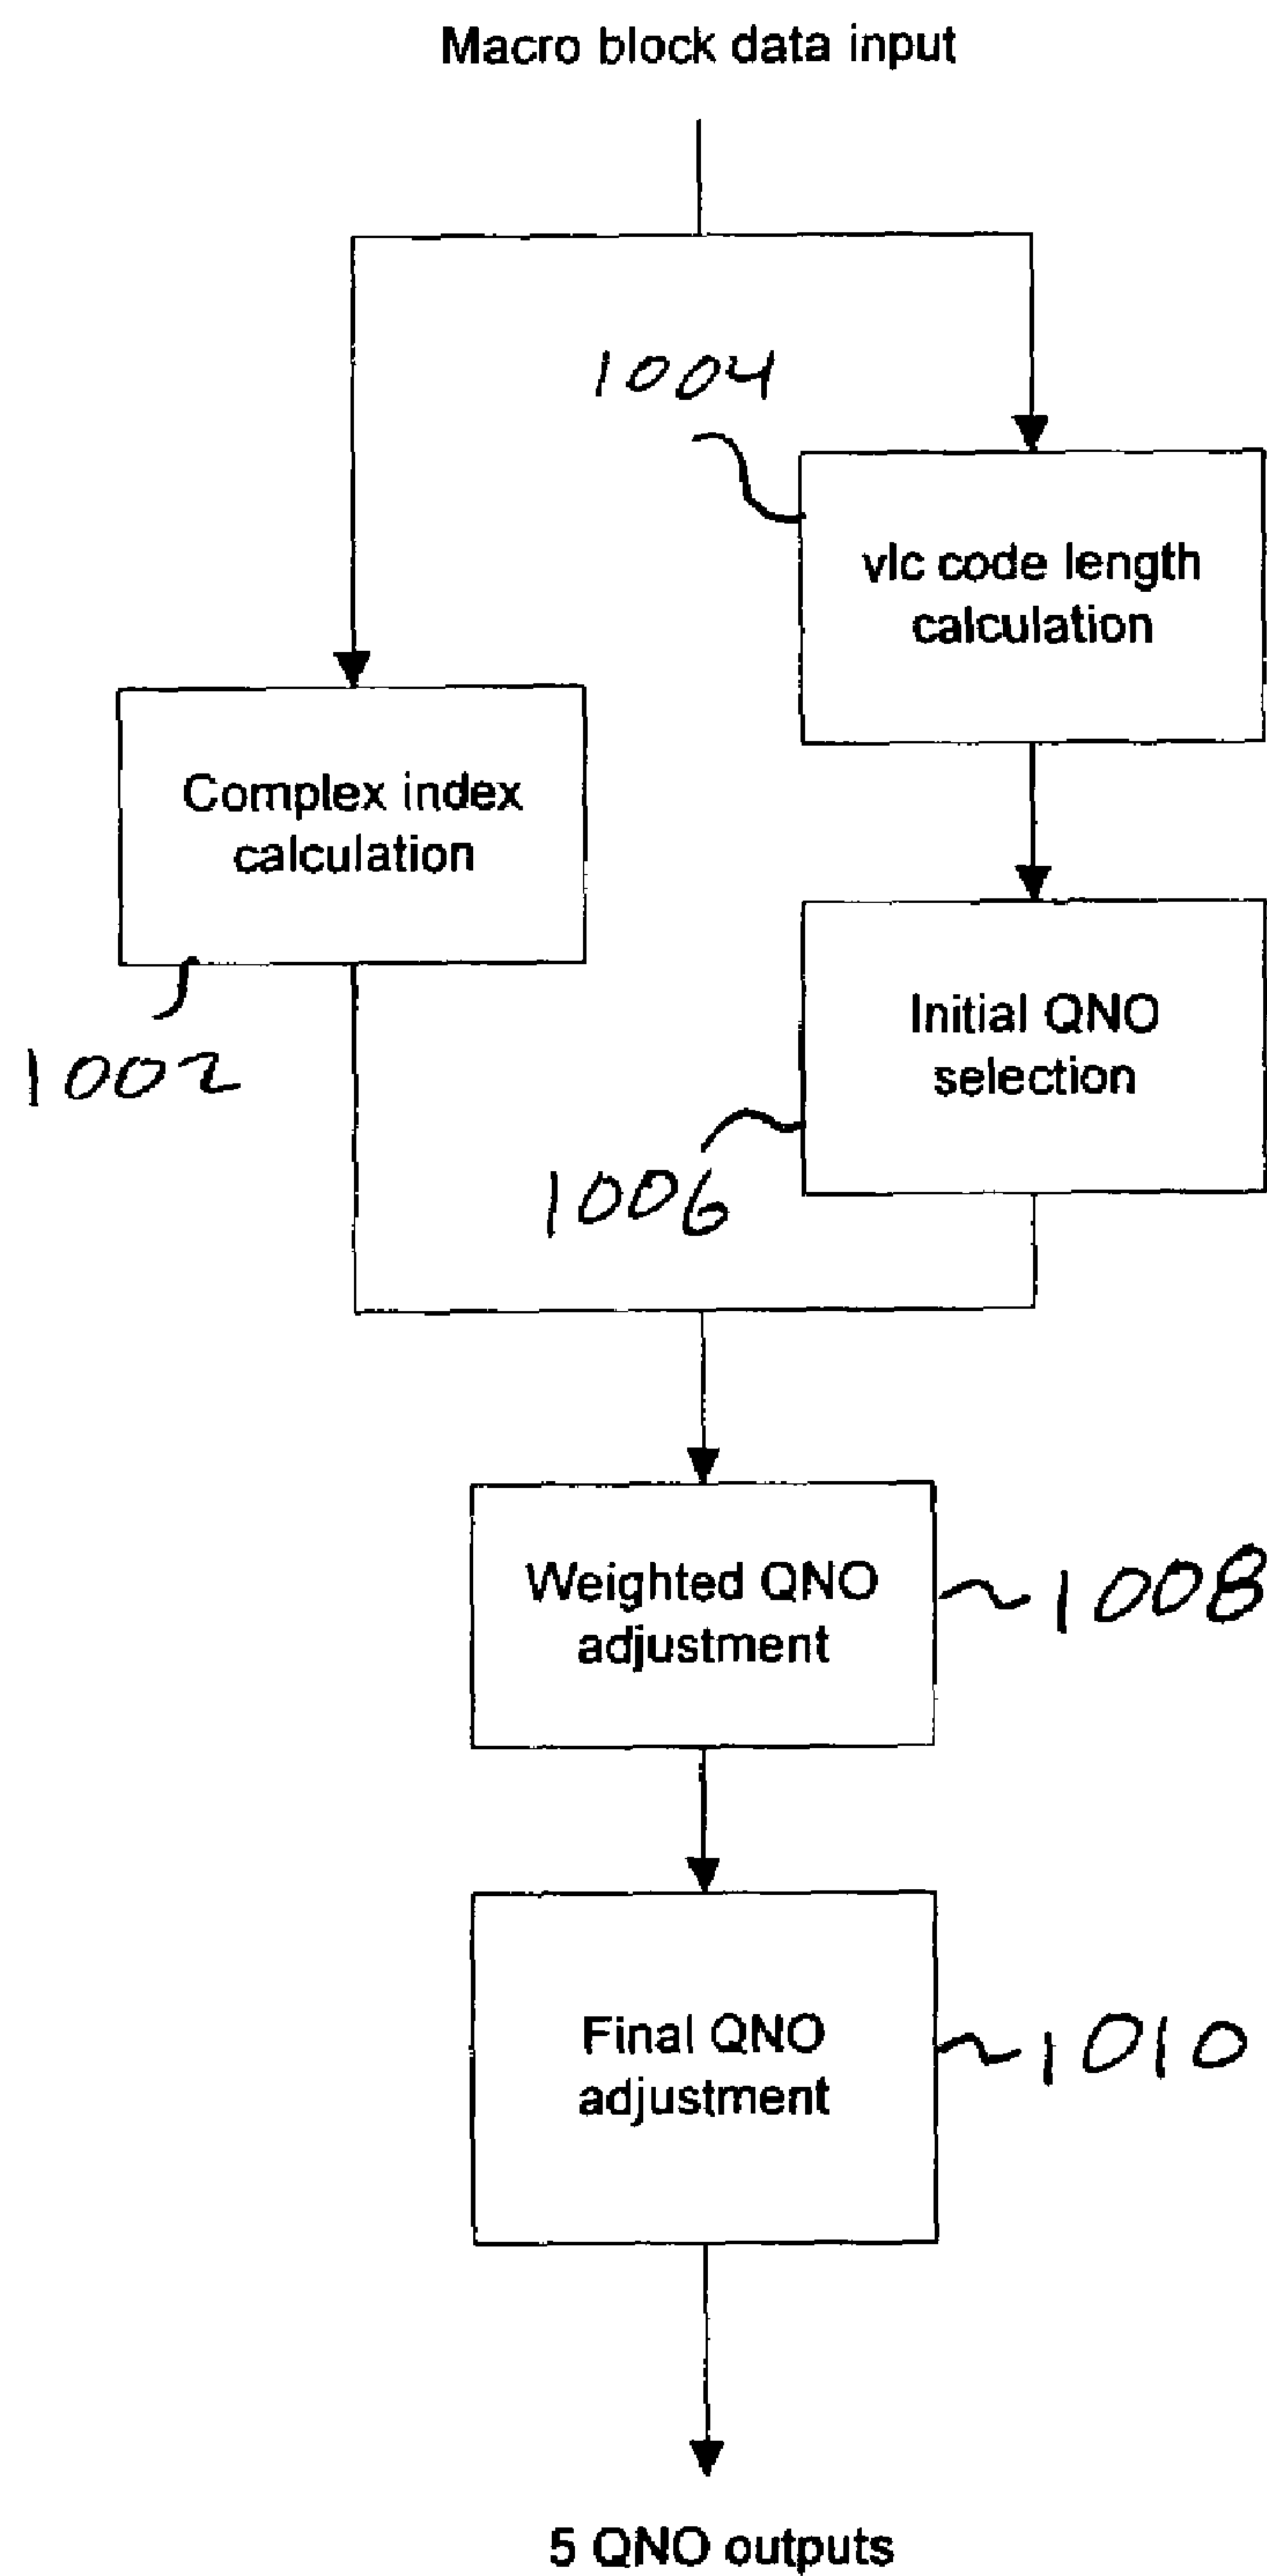 Macro block data input
1004
vlc code length
calculation
Complex index
calculation
1002
Initial QNO
selection
1006
Weighted QNO
adjustment
1008
Final QNO
adjustment
1010
5 QNO outputs